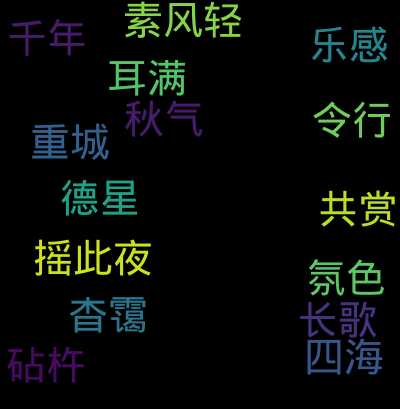 素风轻
千年
乐感
耳满
秋气
令行
重城
德星
共赏
摇此夜
氛色
杳霭
长歌
四海
砧杵